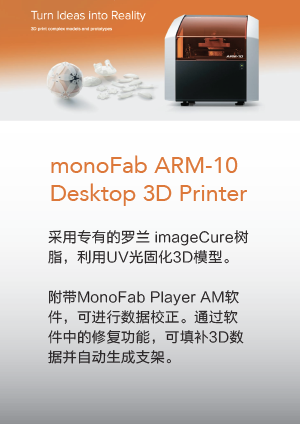 Turn Ideas into Reality
3D print complex models and prototypes
ARM-10
monoFab ARM-10
Desktop 3D Printer
采用专有的罗兰 imageCure树
脂，利用UV光固化3D模型。
附带MonoFab Player AM软
件，可进行数据校正。通过软
件中的修复功能，可填补3D数
据并自动生成支架。